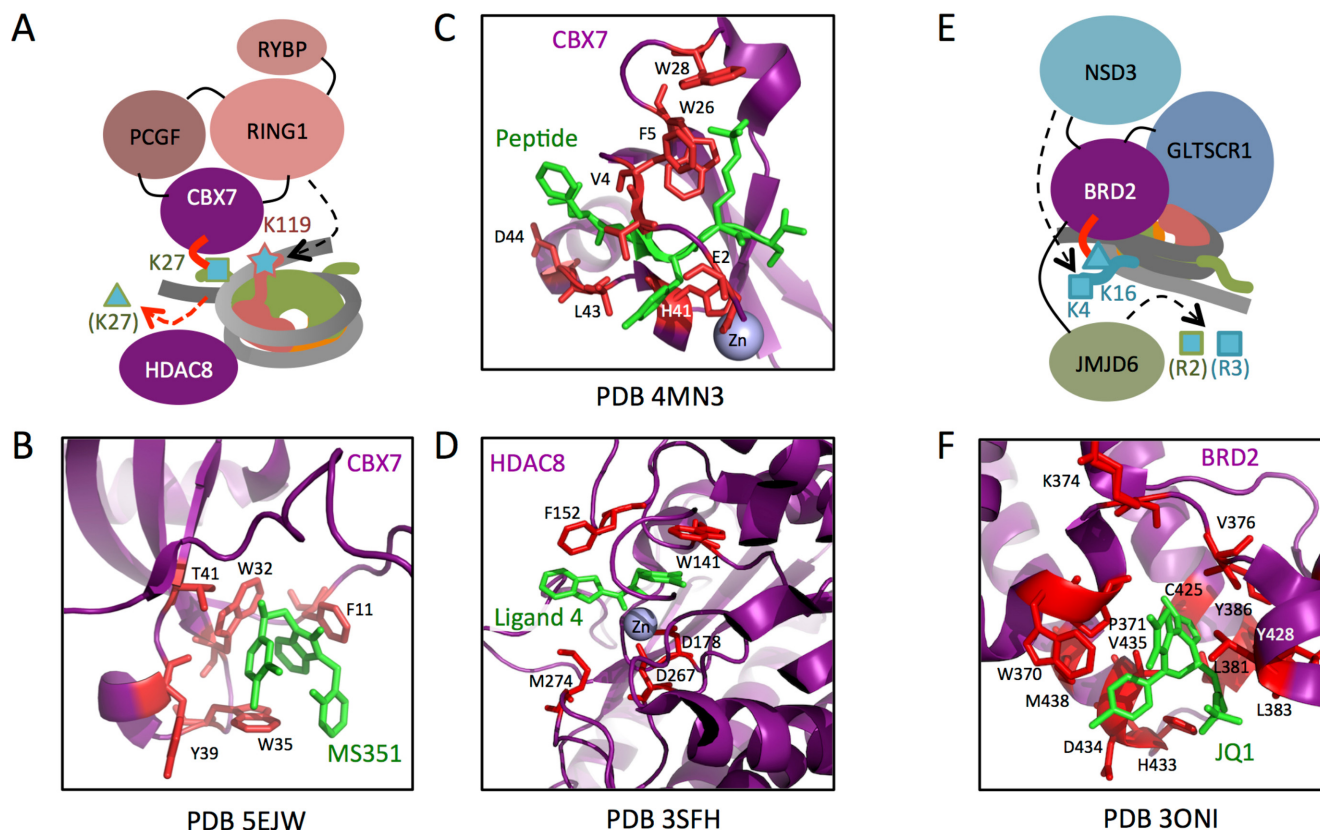 A
RYBP
PCGF
RING1
CBX7
K119
K27
(K27)
HDAC8
B
CBX7
T41
W32
F11
Y39
W35
MS351
PDB 5EJW
C
CBX7
W28
W26
F5
Peptide
V4
D44
E2
L43
H41
Zn
PDB 4MN3
D
HDAC8
F152
W141
Ligand 4
Zn
D178
M274
D267
PDB 3SFH
E
NSD3
GLTSCR1
BRD2
K16
K4
JMJD6
(R2) (R3)
F
BRD2
K374
V376
C425
Y386
P371
Y428
V435
L381
W370
M438
L383
D434
H433
JQ1
PDB 3ONI